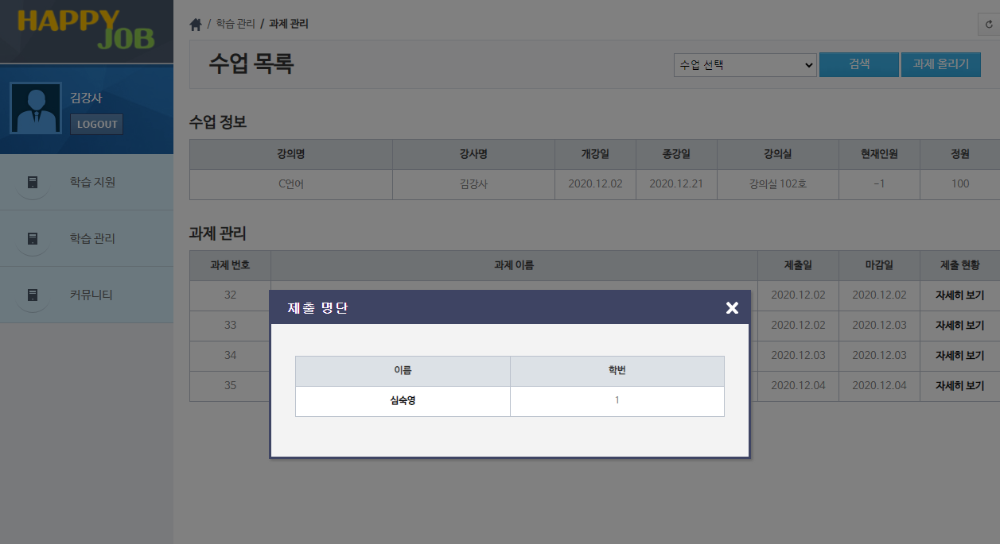 HAPPY
JOB
김강사
LOGOUT
학습 지원
학습 관리
커뮤니티
/ 학습 관리 / 과제 관리
수업 목록
수업 선택
검색
과제 올리기
수업 정보
강의명 강사명 개강일 종강일 강의실 현재인원 정원
C언어 김강사 2020.12.02 2020.12.21 강의실 102호 -1 100
과제 관리
과제 번호 과제 이름 제출일 마감일 제출 현황
32 2020.12.02 2020.12.02 자세히 보기
33 2020.12.02 2020.12.03 자세히 보기
34 2020.12.03 2020.12.03 자세히 보기
35 2020.12.04 2020.12.04 자세히 보기
제출 명단
이름 학번
심숙영 1